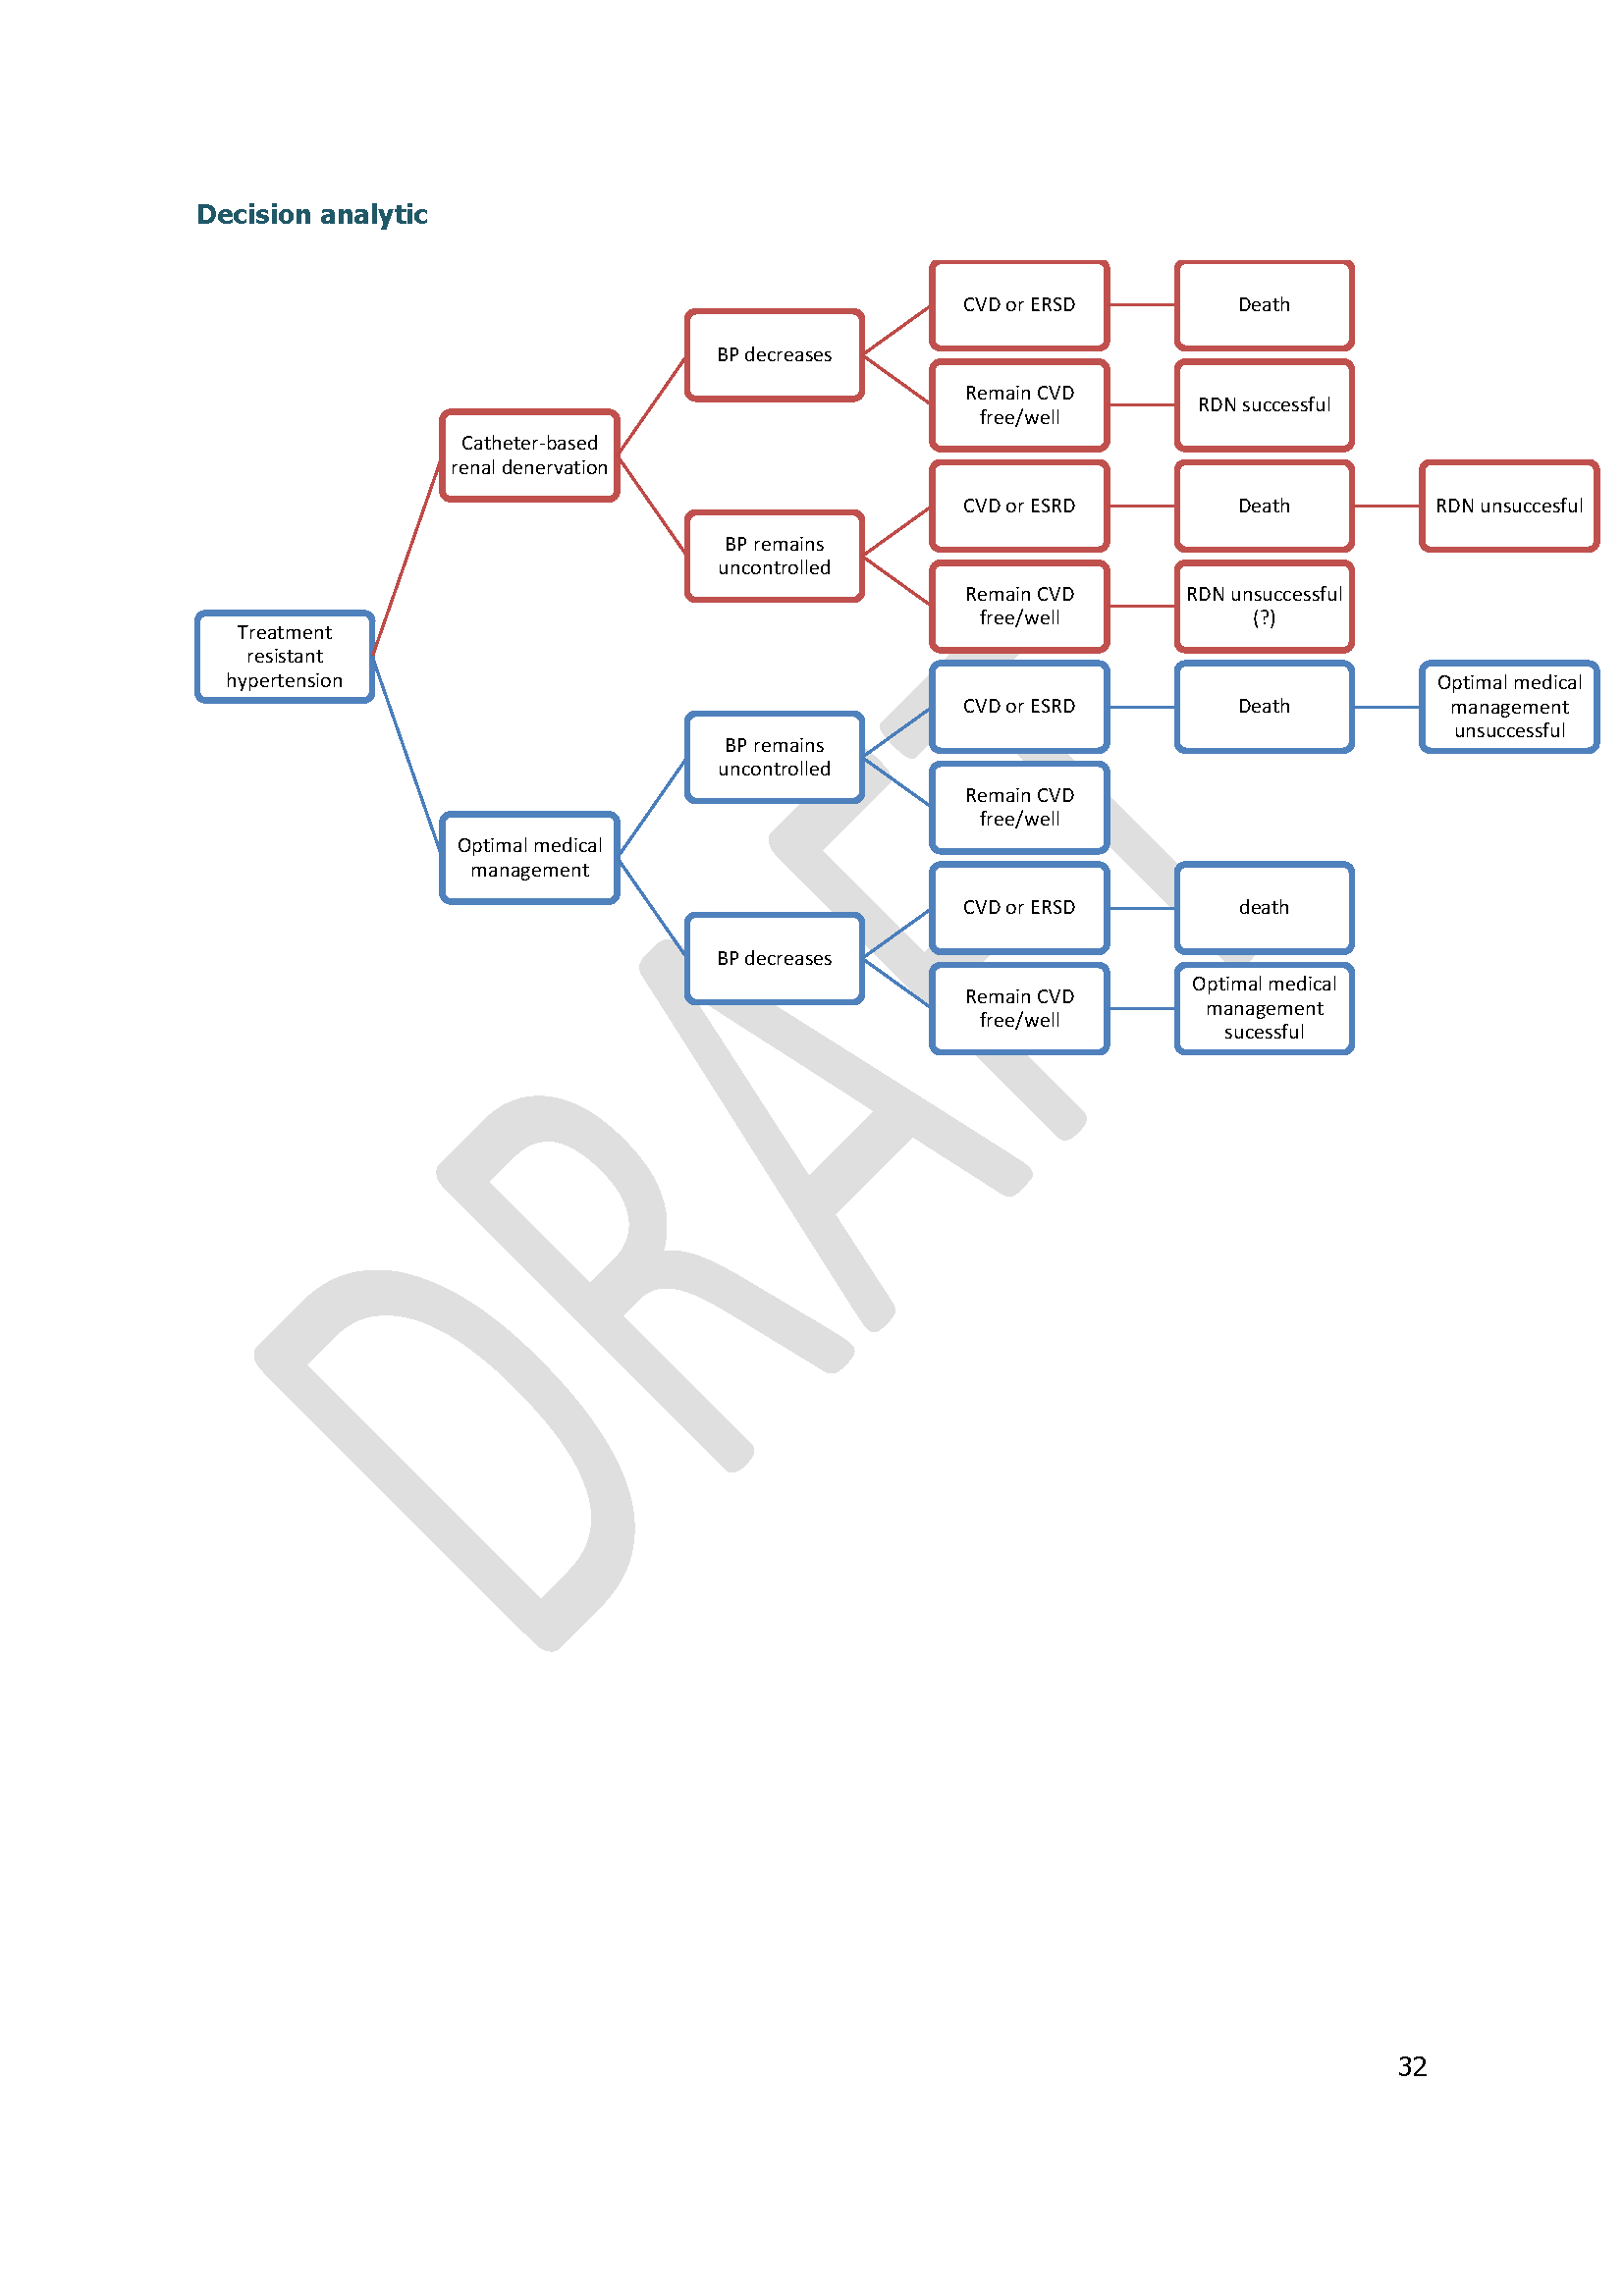 Decision analytic
CVD or ERSD
Death
BP decreases
Remain CVD
free/well
RDN successful
Catheter-based
renal denervation
CVD or ESRD
Death
RDN unsuccesful
BP remains
uncontrolled
Remain CVD
free/well
RDN unsuccessful
(?)
Treatment
resistant
hypertension
CVD or ESRD
Death
Optimal medical
management
unsuccessful
BP remains
uncontrolled
Remain CVD
free/well
Optimal medical
management
CVD or ERSD
death
BP decreases
Remain CVD
free/well
Optimal medical
management
sucessful
DRAFT
32